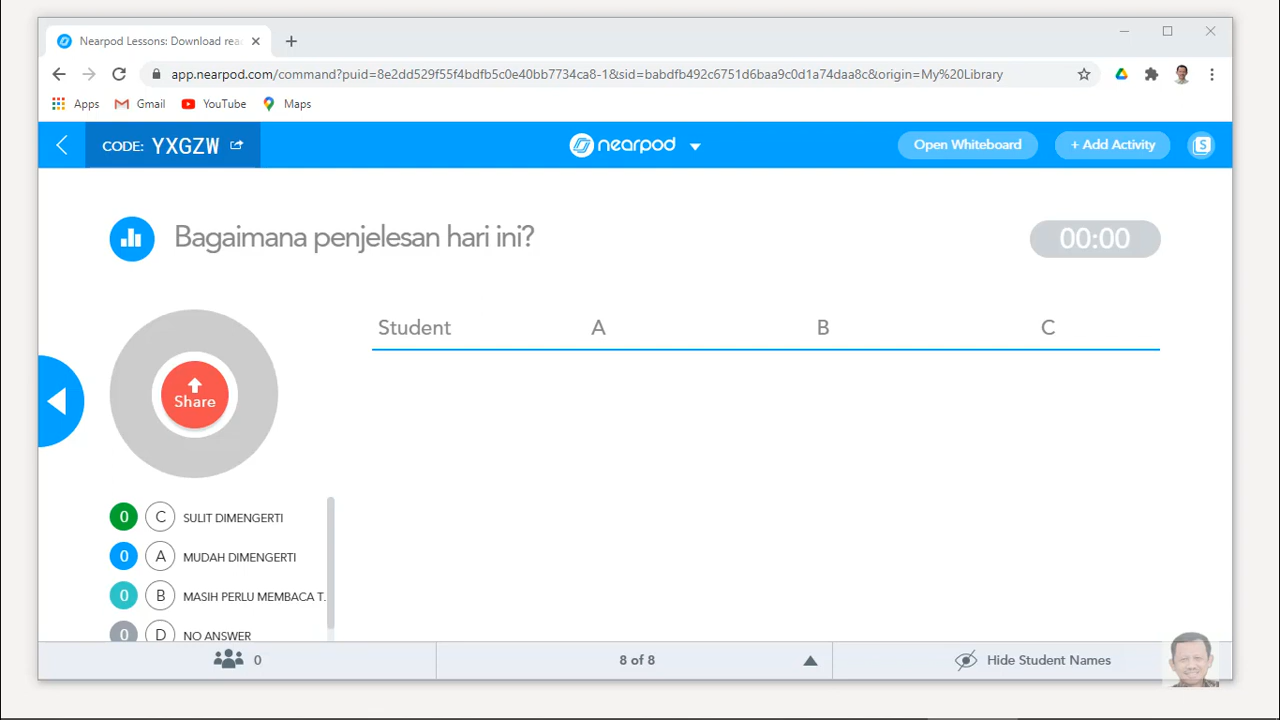 Nearpod Lessons: Download rea
app.nearpod.com/command?puid=8e2dd529f55f4bdfb5c0e40bb7734ca8-1&sid=babdfb492c6751d6baa9c0d1a74daa8c&origin=My%20Library
Apps Gmail YouTube Maps
CODE: YXGZW nearpod Open Whiteboard + Add Activity S
Bagaimana penjelesan hari ini? 00:00
Student A B C
Share
0 C SULIT DIMENGERTI
0 A MUDAH DIMENGERTI
0 B MASIH PERLU MEMBACA T.
0 D NO ANSWER
0 8 of 8 Hide Student Names